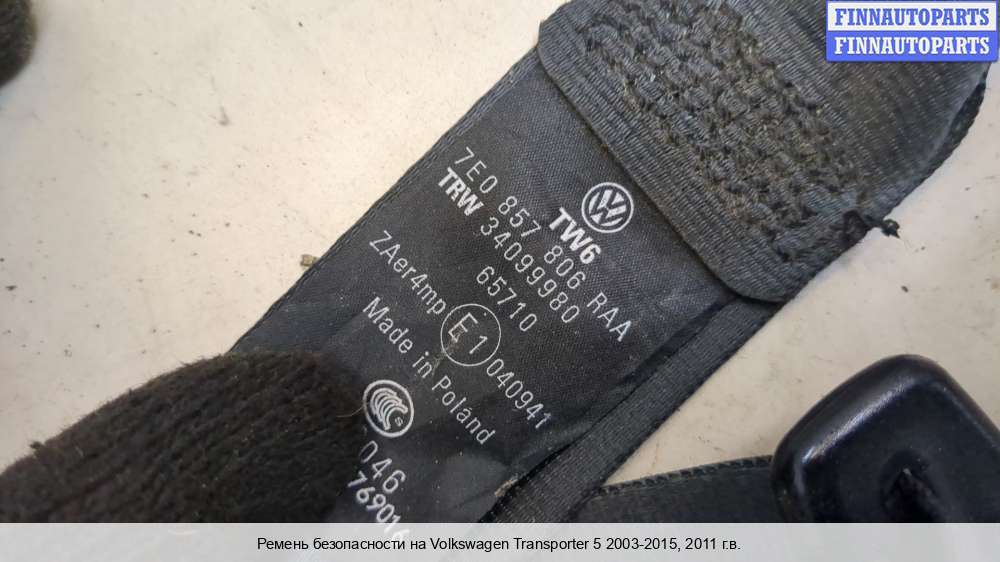 FINNAUTOPARTS
FINNAUTOPARTS
7E0 857 806 RAA
TW6
TRW 34099980
65710
ZAer4mp E1 040941
Made in Poland
S
046
Ремень безопасности на Volkswagen Transporter 5 2003-2015, 2011 г.в.